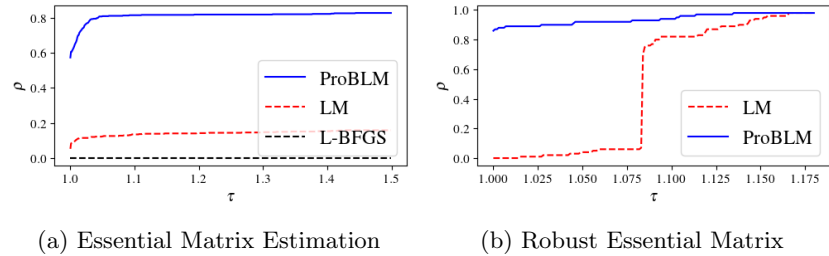 0.8
0.6
0.4
0.2
0.0
ρ
1.0 1.1 1.2 1.3 1.4 1.5
τ
ProBLM
LM
L-BFGS
(a) Essential Matrix Estimation
1.0
0.8
0.6
0.4
0.2
0.0
ρ
1.000 1.025 1.050 1.075 1.100 1.125 1.150 1.175
τ
LM
ProBLM
(b) Robust Essential Matrix